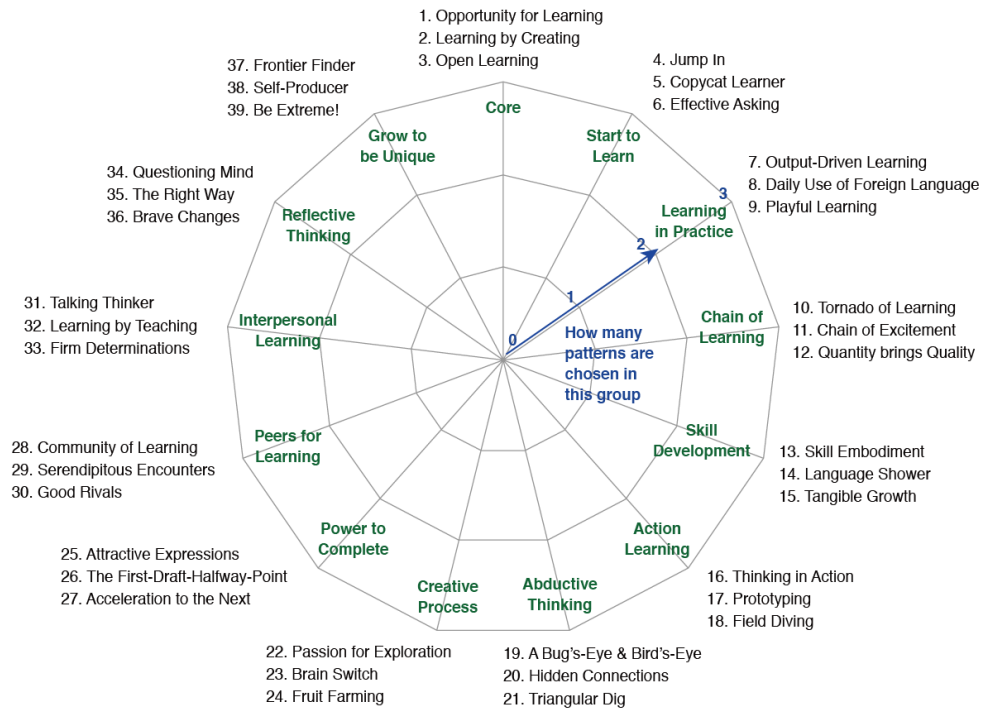 1. Opportunity for Learning
2. Learning by Creating
3. Open Learning
4. Jump In
5. Copycat Learner
6. Effective Asking
7. Output-Driven Learning
8. Daily Use of Foreign Language
9. Playful Learning
10. Tornado of Learning
11. Chain of Excitement
12. Quantity brings Quality
13. Skill Embodiment
14. Language Shower
15. Tangible Growth
16. Thinking in Action
17. Prototyping
18. Field Diving
19. A Bug's-Eye & Bird's-Eye
20. Hidden Connections
21. Triangular Dig
22. Passion for Exploration
23. Brain Switch
24. Fruit Farming
25. Attractive Expressions
26. The First-Draft-Halfway-Point
27. Acceleration to the Next
28. Community of Learning
29. Serendipitous Encounters
30. Good Rivals
31. Talking Thinker
32. Learning by Teaching
33. Firm Determinations
34. Questioning Mind
35. The Right Way
36. Brave Changes
37. Frontier Finder
38. Self-Producer
39. Be Extreme!
Core
Start to
Learn
Learning
in Practice
Chain of
Learning
Skill
Development
Action
Learning
Abductive
Thinking
Creative
Process
Power to
Complete
Peers for
Learning
Interpersonal
Learning
Reflective
Thinking
Grow to
be Unique
0
1
2
3
How many
patterns are
chosen in
this group